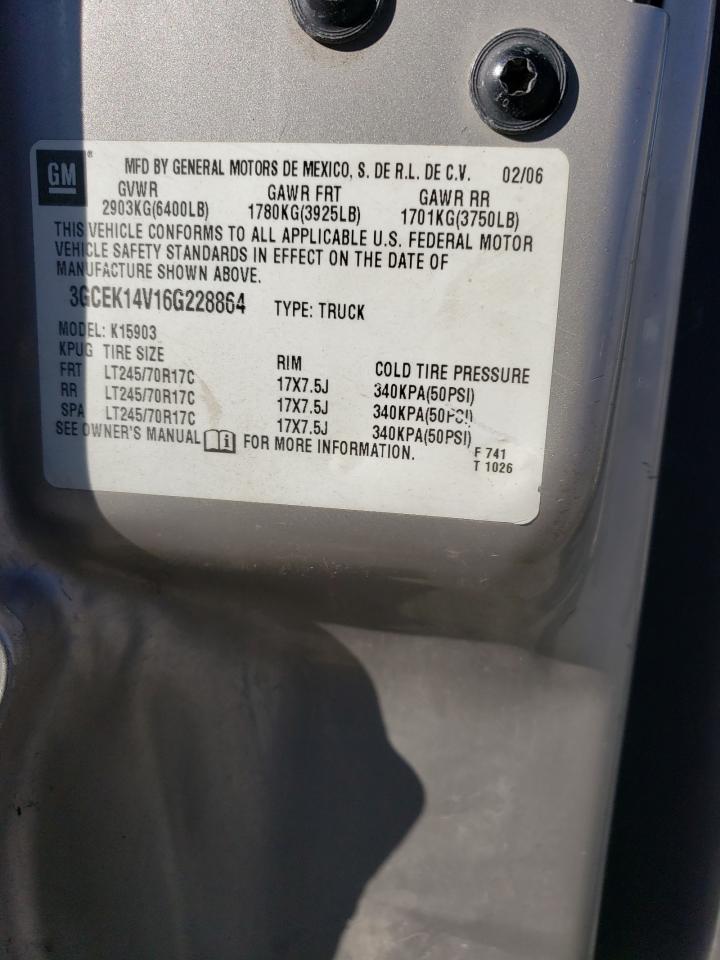 GM ® MFD BY GENERAL MOTORS DE MEXICO, S. DE R.L. DE C.V. 02/06
GVWR GAWR FRT GAWR RR
2903KG(6400LB) 1780KG(3925LB) 1701KG(3750LB)
THIS VEHICLE CONFORMS TO ALL APPLICABLE U.S. FEDERAL MOTOR
VEHICLE SAFETY STANDARDS IN EFFECT ON THE DATE OF
MANUFACTURE SHOWN ABOVE.
3GCEK14V16G228864 TYPE: TRUCK
MODEL: K15903
KPUG TIRE SIZE RIM COLD TIRE PRESSURE
FRT LT245/70R17C 17X7.5J 340KPA(50PSI)
RR LT245/70R17C 17X7.5J 340KPA(50PSI)
SPA LT245/70R17C 17X7.5J 340KPA(50PSI)
SEE OWNER'S MANUAL FOR MORE INFORMATION.
F 741
T 1026